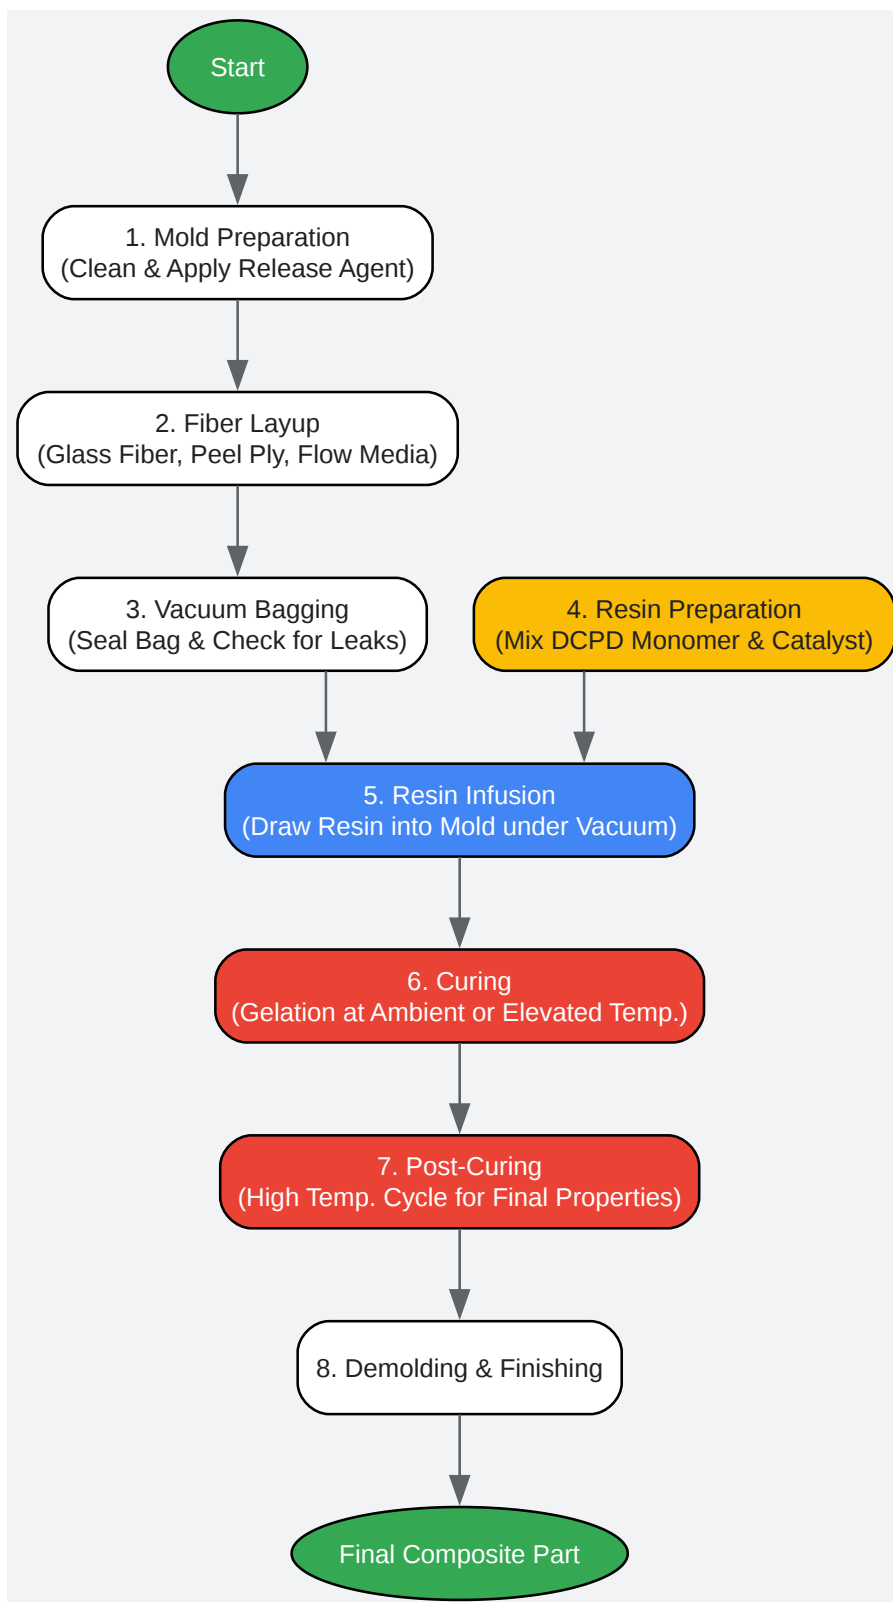 Start
1. Mold Preparation
(Clean & Apply Release Agent)
2. Fiber Layup
(Glass Fiber, Peel Ply, Flow Media)
3. Vacuum Bagging
(Seal Bag & Check for Leaks)
4. Resin Preparation
(Mix DCPD Monomer & Catalyst)
5. Resin Infusion
(Draw Resin into Mold under Vacuum)
6. Curing
(Gelation at Ambient or Elevated Temp.)
7. Post-Curing
(High Temp. Cycle for Final Properties)
8. Demolding & Finishing
Final Composite Part